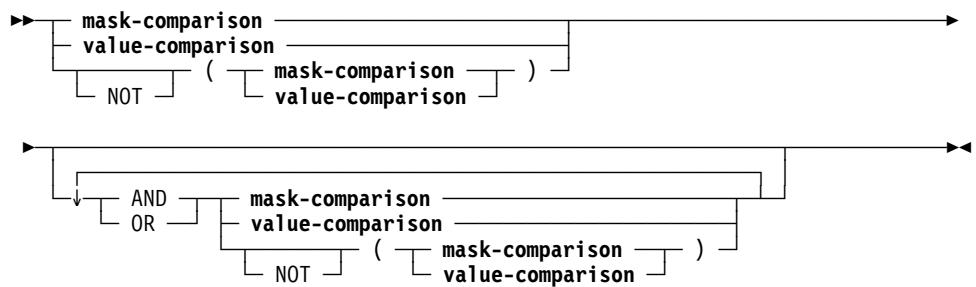 mask-comparison
value-comparison
( mask-comparison )
NOT value-comparison
AND mask-comparison
OR value-comparison
( mask-comparison )
NOT value-comparison